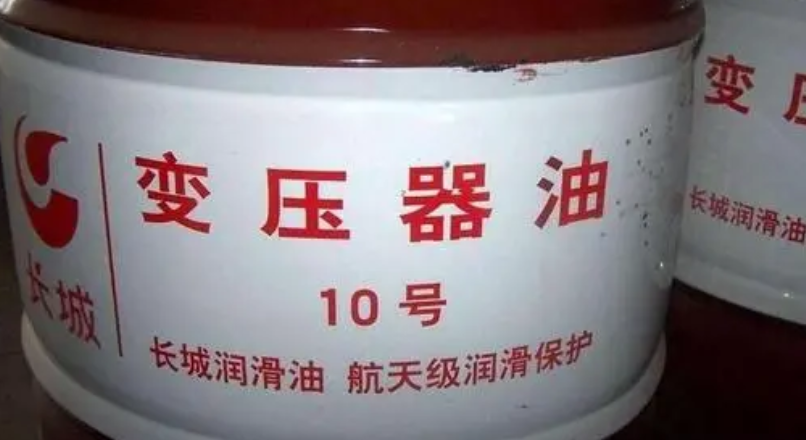 长城
变压器油
10号
长城润滑油 航天级润滑保护
变压
长城润滑油